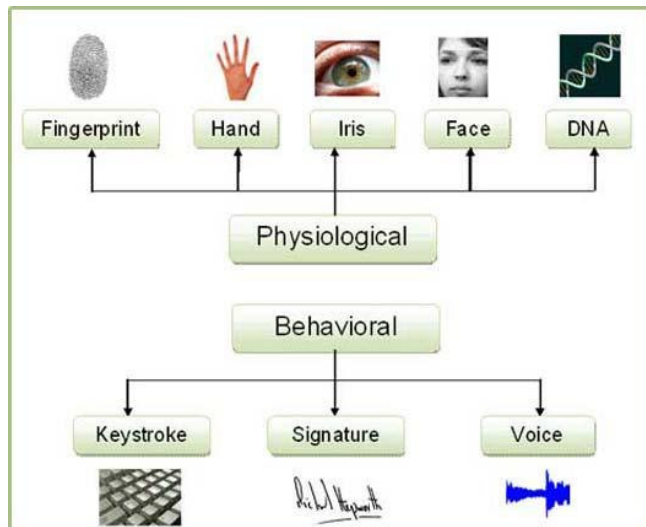 Fingerprint Hand Iris Face DNA
Physiological
Behavioral
Keystroke Signature Voice